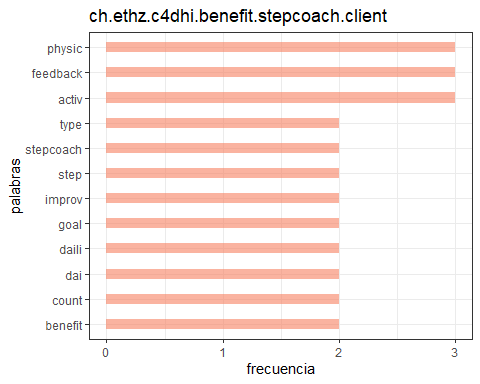 ch.ethz.c4dhi.benefit.stepcoach.client
palabras
physic
feedback
activ
type
stepcoach
step
improv
goal
daili
dai
count
benefit
0 1 2 3
frecuencia